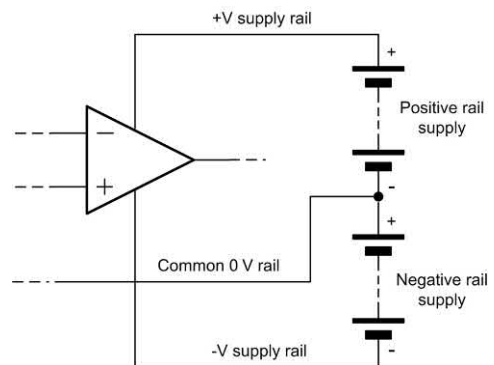 +V supply rail
+
Positive rail
supply
-
+
Common 0 V rail
Negative rail
supply
-V supply rail
-
−
+